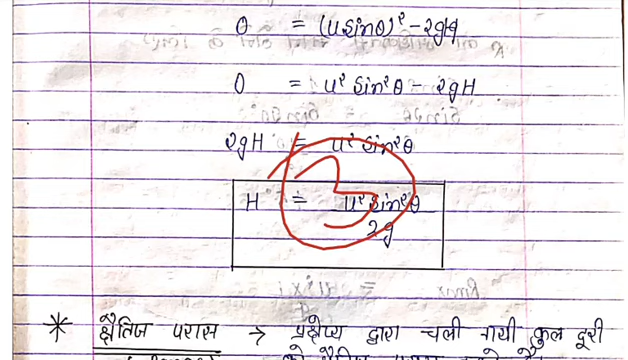 0 = (u sinθ)² - 2gH
0 = u² sin²θ - 2gH
2gH = u² sin²θ
H = u² sin²θ / 2g
* क्षैतिज परास → प्रक्षेप्य द्वारा चली गयी कुल दूरी